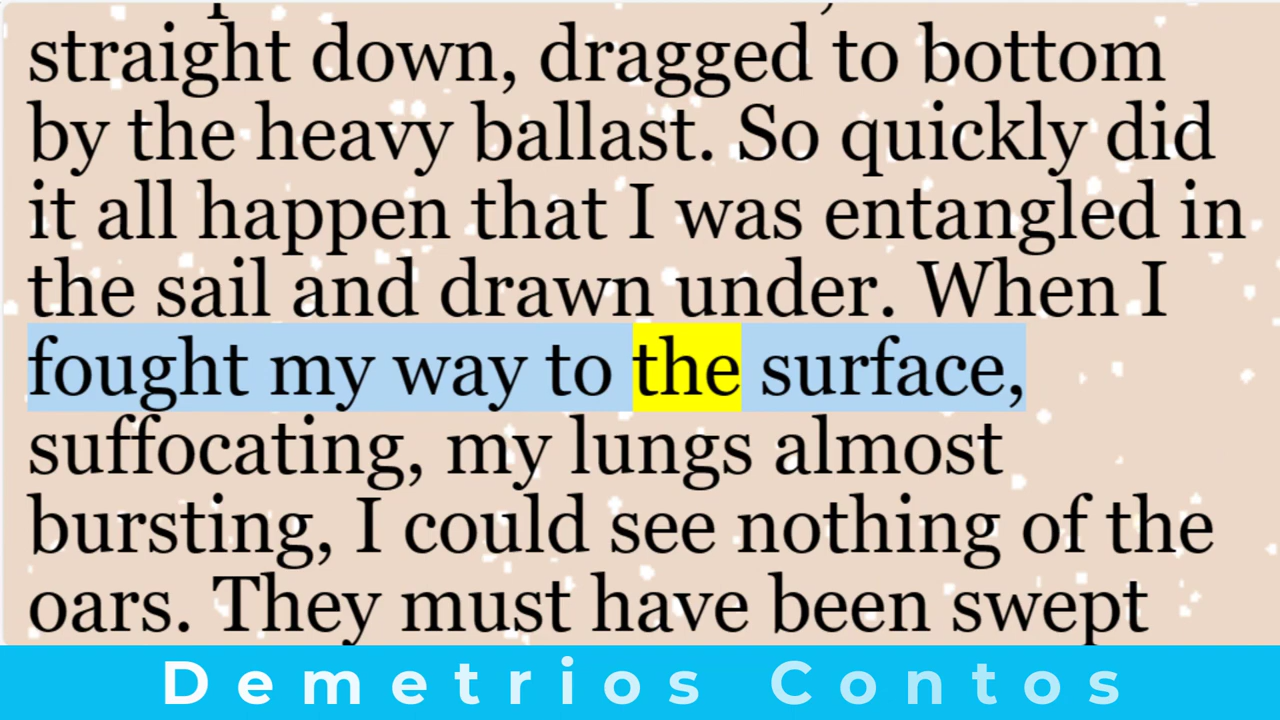 straight down, dragged to bottom
by the heavy ballast. So quickly did
it all happen that I was entangled in
the sail and drawn under. When I
fought my way to the surface,
suffocating, my lungs almost
bursting, I could see nothing of the
oars. They must have been swept
Demetrios Contos